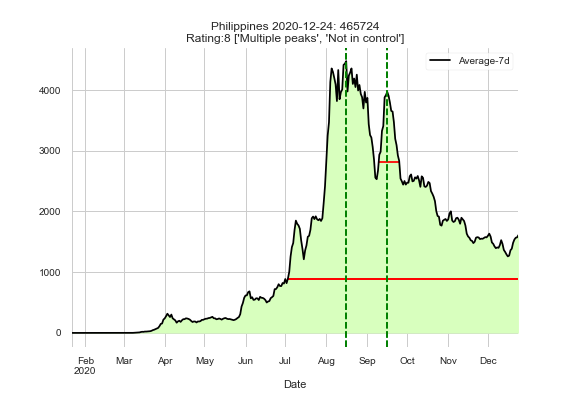 Philippines 2020-12-24: 465724
Rating:8 ['Multiple peaks', 'Not in control']
Average-7d
4000
3000
2000
1000
0
Feb Mar Apr May Jun Jul Aug Sep Oct Nov Dec
2020
Date